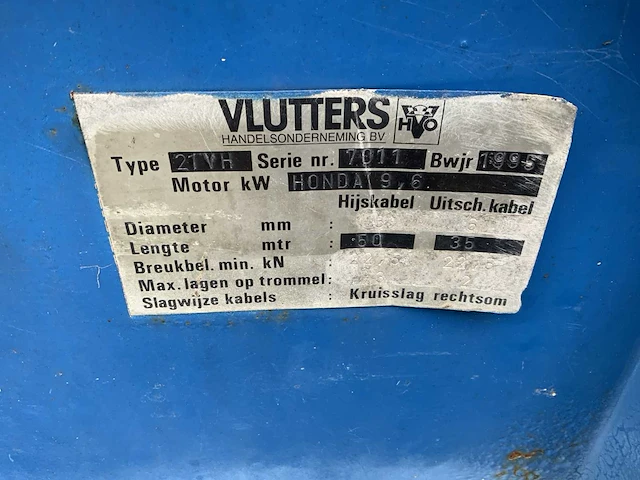 VLUTTERS
HANDELSONDERNEMING BV
HVO
Type 21VH Serie nr. 7011 Bwjr 1995
Motor kW HONDA 9,6
Hijskabel Uitsch.kabel
Diameter mm :
Lengte mtr : 50 35
Breukbel. min. kN :
Max. lagen op trommel:
Slagwijze kabels : Kruisslag rechtsom